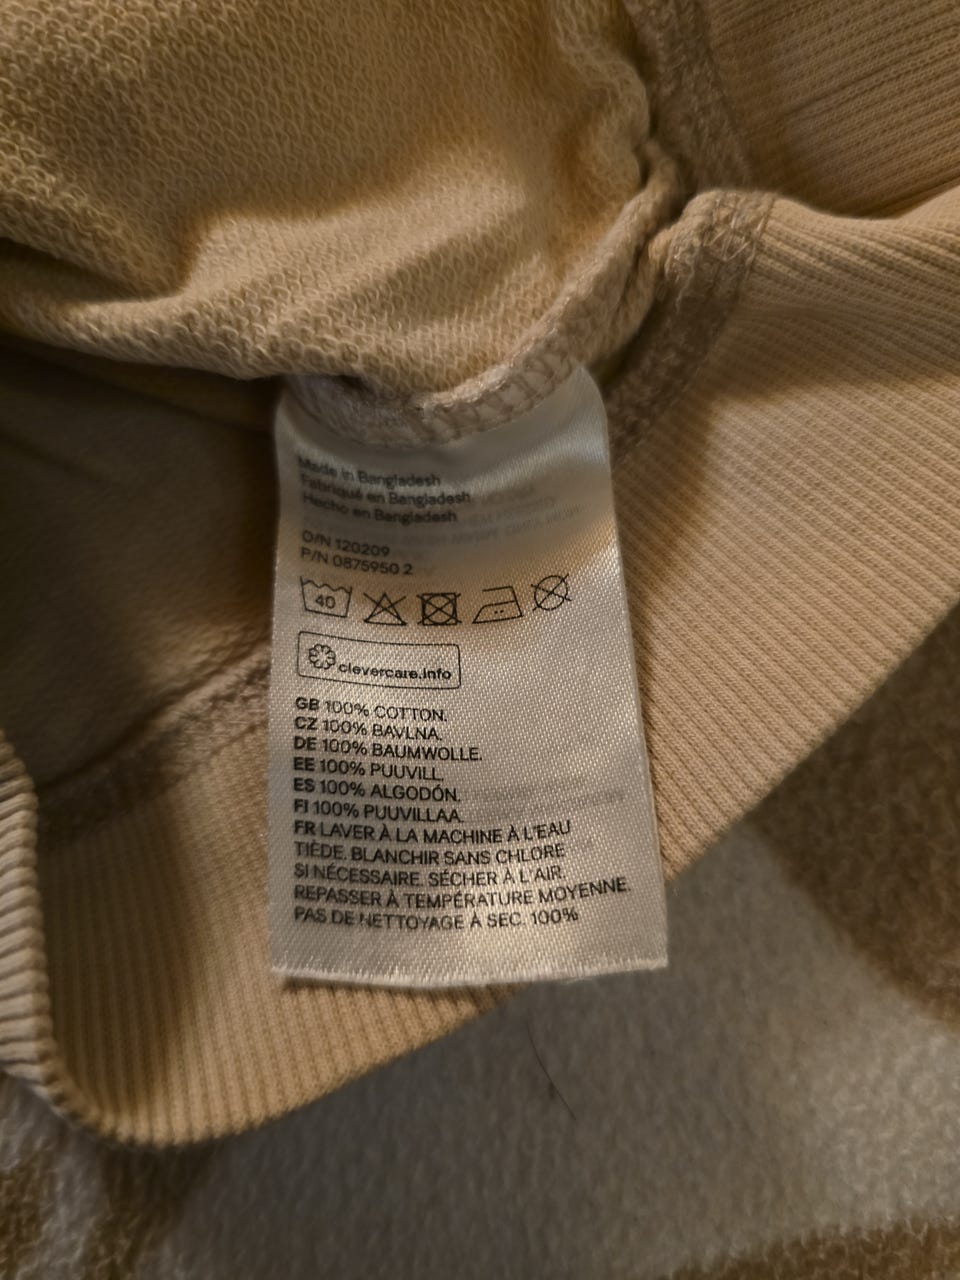 Made in Bangladesh
Fabriqué en Bangladesh
Hecho en Bangladesh
O/N 120209
P/N 0875950 2
40
clevercare.info
GB 100% COTTON.
CZ 100% BAVLNA.
DE 100% BAUMWOLLE.
EE 100% PUUVILL.
ES 100% ALGODÓN.
FI 100% PUUVILLAA.
FR LAVER À LA MACHINE À L'EAU
TIÈDE. BLANCHIR SANS CHLORE
SI NÉCESSAIRE. SÉCHER À L'AIR.
REPASSER À TEMPÉRATURE MOYENNE.
PAS DE NETTOYAGE À SEC. 100%